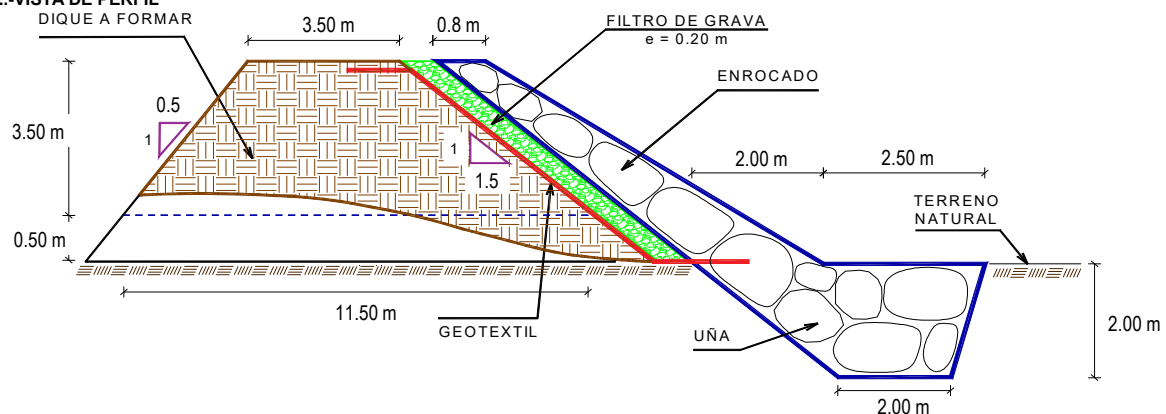 2.-VISTA DE PERFIL
DIQUE A FORMAR
3.50 m
0.8 m
FILTRO DE GRAVA
e = 0.20 m
ENROCADO
0.5
1
3.50 m
1
1.5
2.00 m
2.50 m
TERRENO
NATURAL
0.50 m
11.50 m
GEOTEXTIL
UÑA
2.00 m
2.00 m